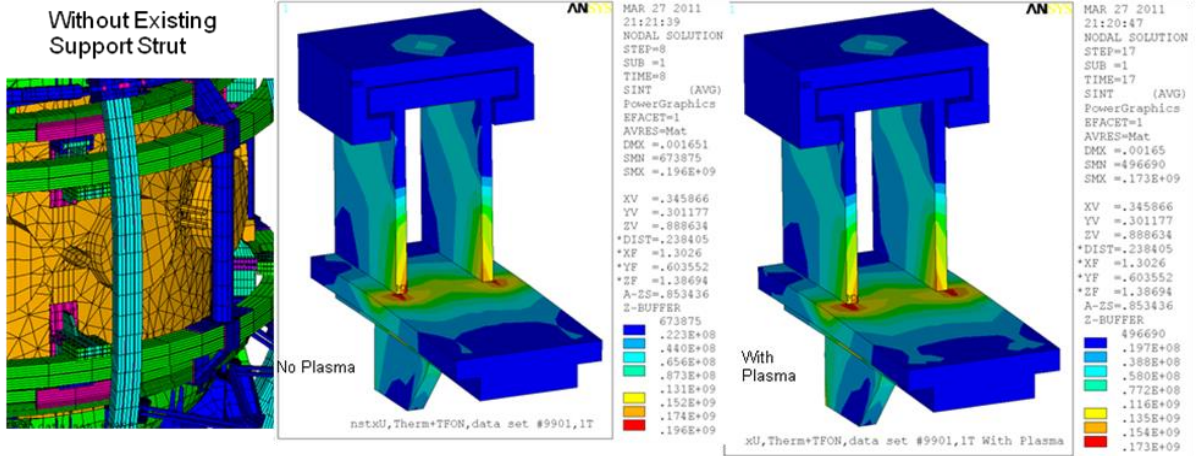 Without Existing
Support Strut
1
ANSYS
MAR 27 2011
21:21:39
NODAL SOLUTION
STEP=8
SUB =1
TIME=8
SINT (AVG)
PowerGraphics
EFACET=1
AVRES=Mat
DMX =.001651
SMN =673875
SMX =.196E+09
XV =.345866
YV =.301177
ZV =.888634
*DIST=.238405
*XF =1.3026
*YF =.603552
*ZF =1.38694
A-ZS=.853436
Z-BUFFER
673875
.223E+08
.440E+08
.656E+08
.873E+08
.131E+09
.152E+09
.174E+09
.196E+09
No Plasma
nstxU,Therm+TFON,data set #9901,1T
1
ANSYS
MAR 27 2011
21:20:47
NODAL SOLUTION
STEP=17
SUB =1
TIME=17
SINT (AVG)
PowerGraphics
EFACET=1
AVRES=Mat
DMX =.00165
SMN =496690
SMX =.173E+09
XV =.345866
YV =.301177
ZV =.888634
*DIST=.238405
*XF =1.3026
*YF =.603552
*ZF =1.38694
A-ZS=.853436
Z-BUFFER
496690
.197E+08
.388E+08
.580E+08
.772E+08
.116E+09
.135E+09
.154E+09
.173E+09
With
Plasma
xU,Therm+TFON,data set #9901,1T With Plasma